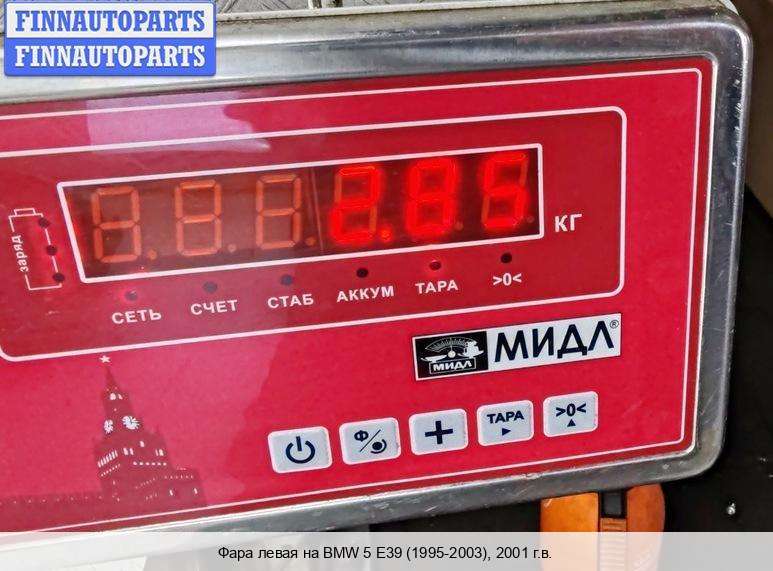 FINNAUTOPARTS
FINNAUTOPARTS
2.85 КГ
заряд
СЕТЬ СЧЕТ СТАБ АККУМ ТАРА >0<
МИДЛ МИДЛ®
Ф ТАРА >0<
Фара левая на BMW 5 E39 (1995-2003), 2001 г.в.